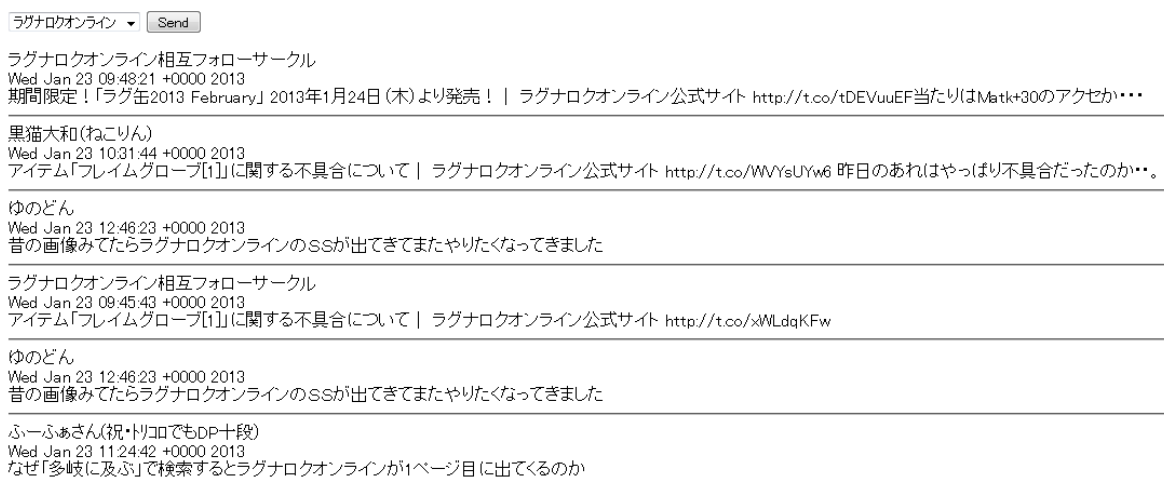 ラグナロクオンライン Send
ラグナロクオンライン相互フォローサークル
Wed Jan 23 09:48:21 +0000 2013
期間限定！「ラグ缶2013 February」 2013年1月24日（木）より発売！｜ ラグナロクオンライン公式サイト http://t.co/tDEVuuEF当たりはMatk+30のアクセか・・・
黒猫大和（ねこりん）
Wed Jan 23 10:31:44 +0000 2013
アイテム「フレイムグローブ[1]」に関する不具合について｜ ラグナロクオンライン公式サイト http://t.co/WVYsUYw6 昨日のあれはやっぱり不具合だったのか・・。
ゆのどん
Wed Jan 23 12:46:23 +0000 2013
昔の画像みてたらラグナロクオンラインのＳＳが出てきてまたやりたくなってきました
ラグナロクオンライン相互フォローサークル
Wed Jan 23 09:45:43 +0000 2013
アイテム「フレイムグローブ[1]」に関する不具合について｜ ラグナロクオンライン公式サイト http://t.co/xWLdqKFw
ゆのどん
Wed Jan 23 12:46:23 +0000 2013
昔の画像みてたらラグナロクオンラインのＳＳが出てきてまたやりたくなってきました
ふーふぁさん(祝・トリコロでもDP十段)
Wed Jan 23 11:24:42 +0000 2013
なぜ「多岐に及ぶ」で検索するとラグナロクオンラインが1ページ目に出てくるのか